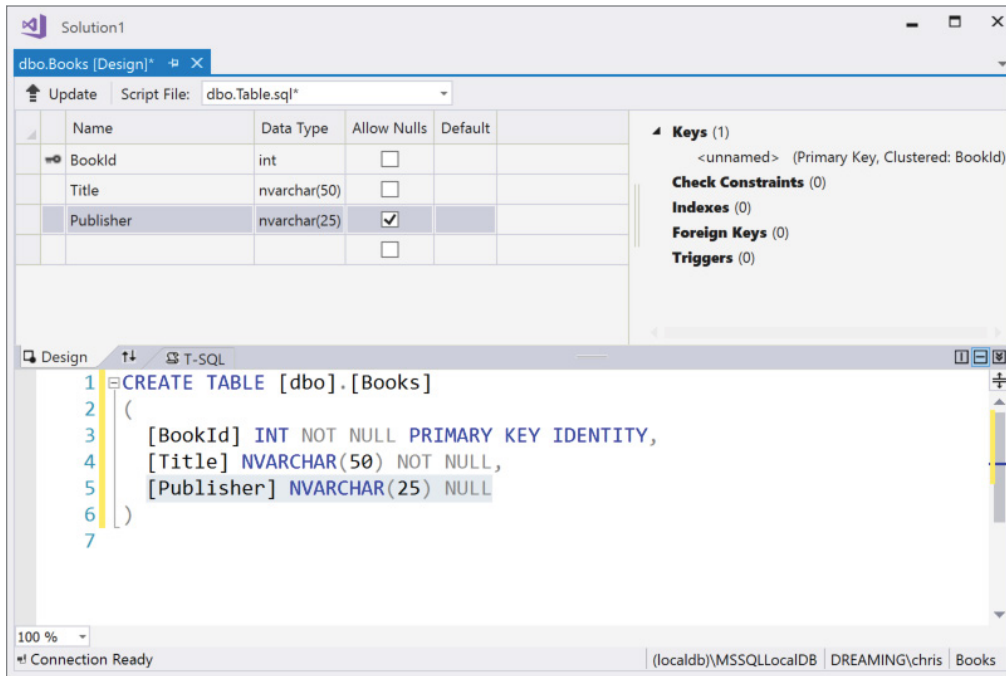 Solution1
dbo.Books [Design]*
Update Script File: dbo.Table.sql*
Name Data Type Allow Nulls Default
BookId int
Title nvarchar(50)
Publisher nvarchar(25)
Keys (1)
<unnamed> (Primary Key, Clustered: BookId)
Check Constraints (0)
Indexes (0)
Foreign Keys (0)
Triggers (0)
Design T-SQL
1 CREATE TABLE [dbo].[Books]
2 (
3 [BookId] INT NOT NULL PRIMARY KEY IDENTITY,
4 [Title] NVARCHAR(50) NOT NULL,
5 [Publisher] NVARCHAR(25) NULL
6 )
7
100 %
Connection Ready (localdb)\MSSQLLocalDB DREAMING\chris Books